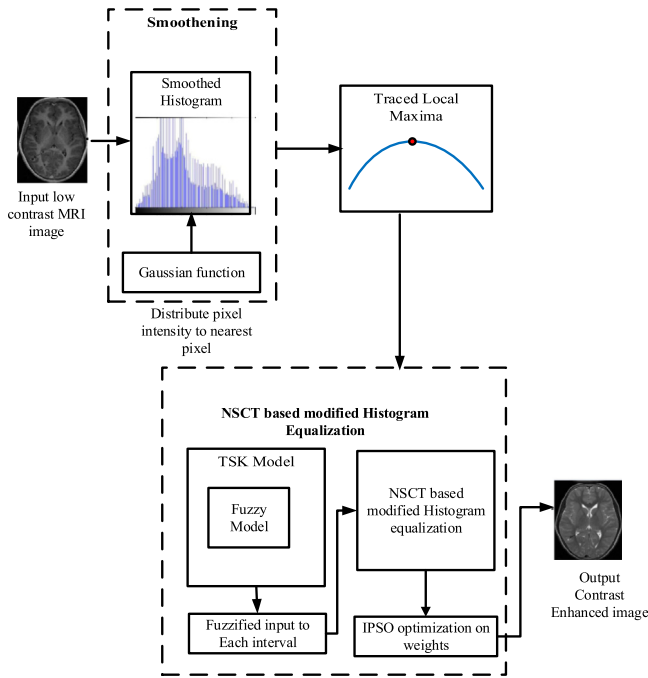 Smoothening
Smoothed
Histogram
Traced Local
Maxima
Input low
contrast MRI
image
Gaussian function
Distribute pixel
intensity to nearest
pixel
NSCT based modified Histogram
Equalization
TSK Model
Fuzzy
Model
NSCT based
modified Histogram
equalization
Fuzzified input to
Each interval
IPSO optimization on
weights
Output
Contrast
Enhanced image